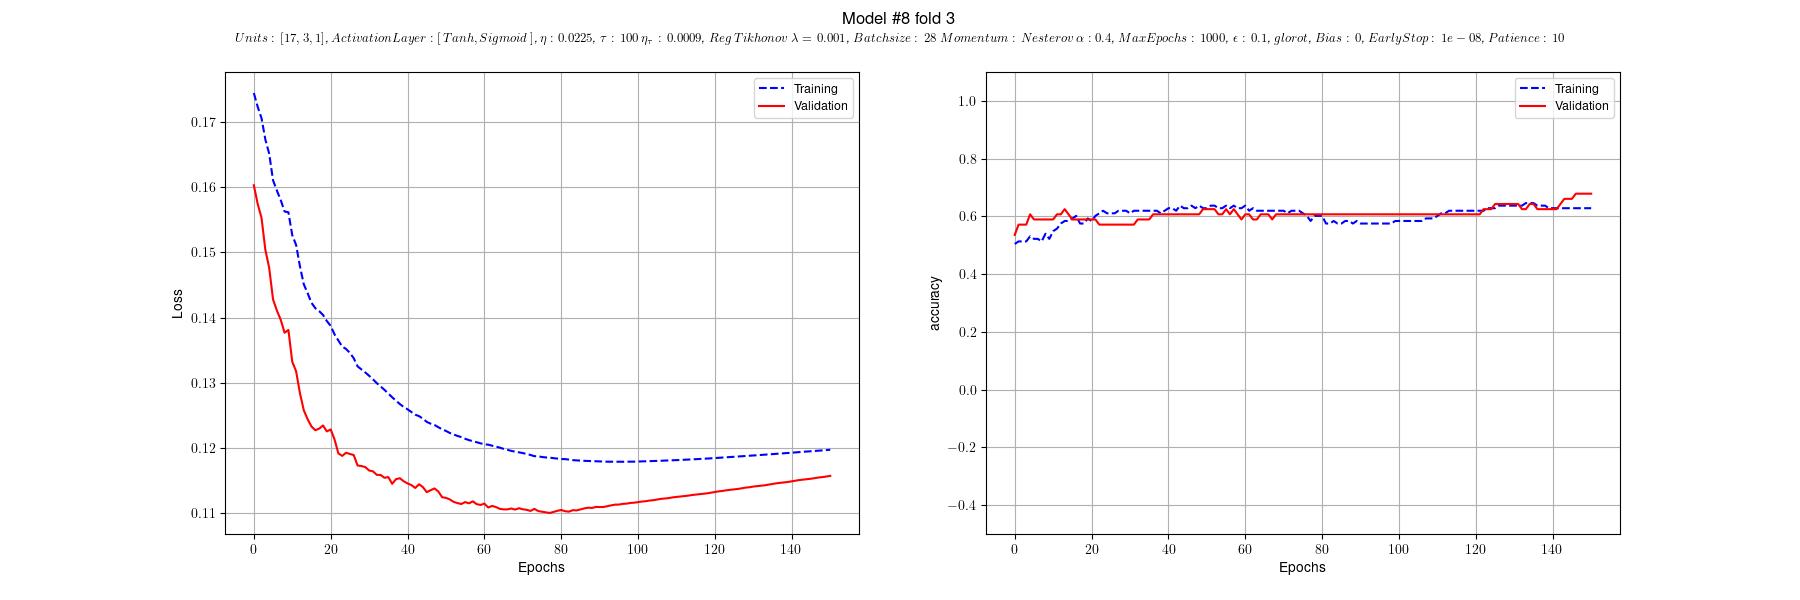 Model #8 fold 3
Units : [17, 3, 1], ActivationLayer : [ Tanh, Sigmoid ], η : 0.0225, τ : 100 ητ : 0.0009, Reg Tikhonov λ = 0.001, Batchsize : 28 Momentum : Nesterov α : 0.4, MaxEpochs : 1000, ϵ : 0.1, glorot, Bias : 0, EarlyStop : 1e − 08, Patience : 10
Training
Validation
0.17
0.16
0.15
0.14
0.13
0.12
0.11
Loss
0 20 40 60 80 100 120 140
Epochs
Training
Validation
1.0
0.8
0.6
0.4
0.2
0.0
−0.2
−0.4
accuracy
0 20 40 60 80 100 120 140
Epochs